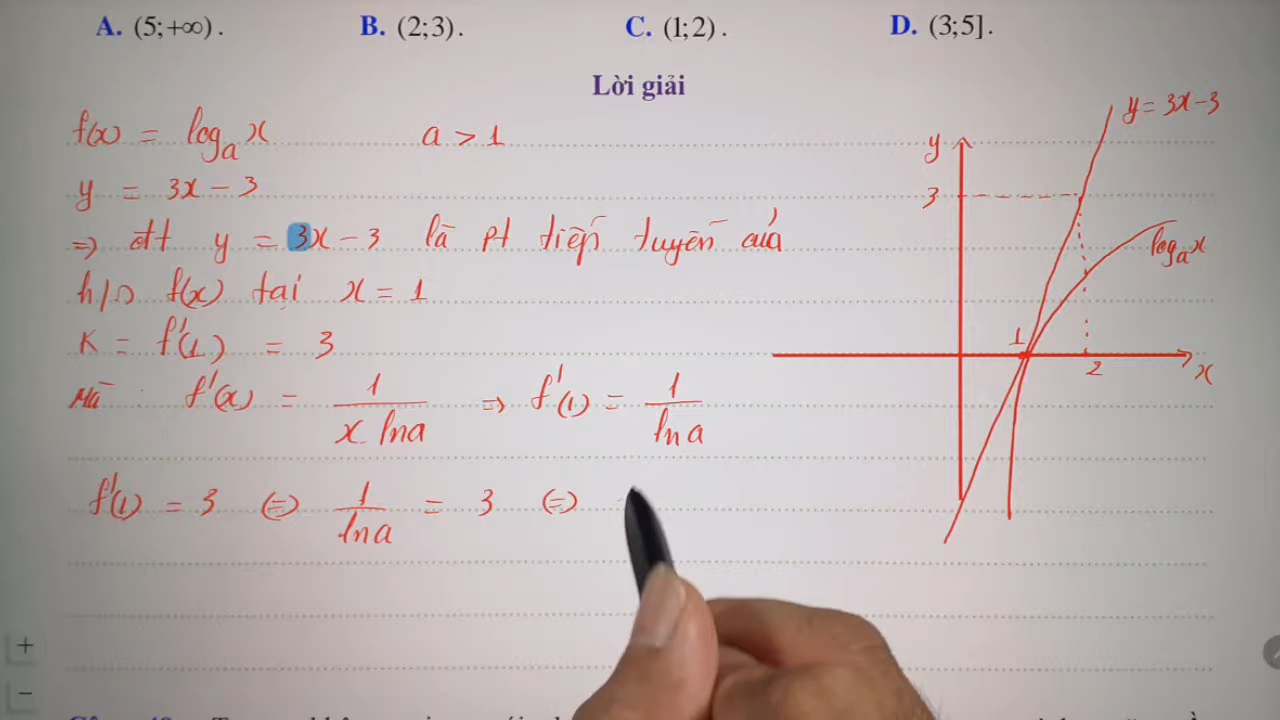 A. (5;+∞).
B. (2;3).
C. (1;2).
D. (3;5].
Lời giải
f(x) = logₐx a > 1
y = 3x − 3
⇒ đtt y = 3x − 3 là pt tiếp tuyến của
h/s f(x) tại x = 1
K = f'(1) = 3
Mà f'(x) = 1/(x lna) ⇒ f'(1) = 1/(lna)
f'(1) = 3 ⇔ 1/(lna) = 3 ⇔
y = 3x − 3
y
3
logₐx
1
2
x
+
−